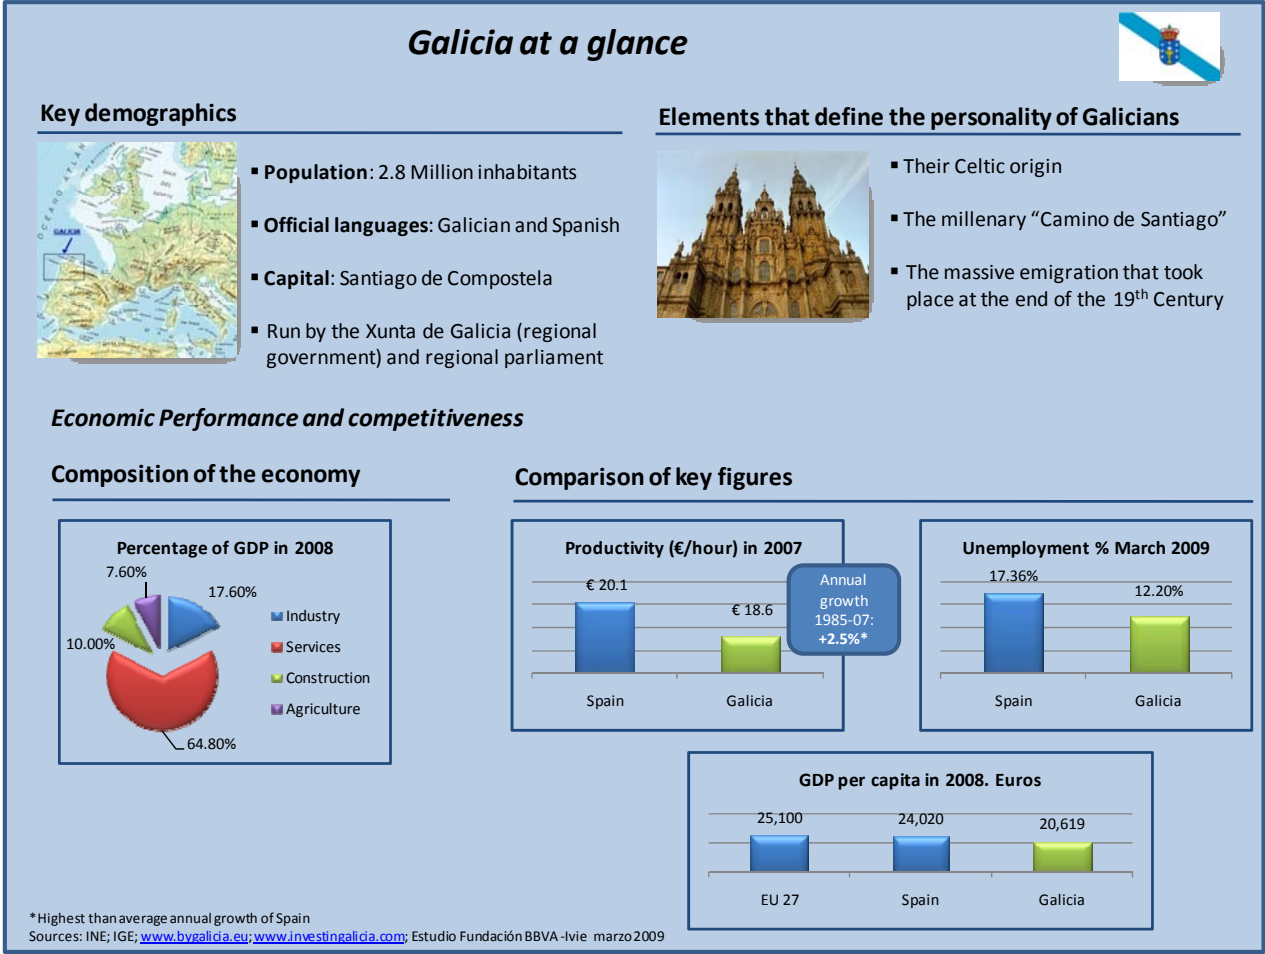 Galicia at a glance
Key demographics
GALICIA
▪ Population: 2.8 Million inhabitants
▪ Official languages: Galician and Spanish
▪ Capital: Santiago de Compostela
▪ Run by the Xunta de Galicia (regional
government) and regional parliament
Elements that define the personality of Galicians
▪ Their Celtic origin
▪ The millenary “Camino de Santiago”
▪ The massive emigration that took
place at the end of the 19th Century
Economic Performance and competitiveness
Composition of the economy
Percentage of GDP in 2008
7.60%
17.60%
10.00%
64.80%
Industry
Services
Construction
Agriculture
Comparison of key figures
Productivity (€/hour) in 2007
€ 20.1
€ 18.6
Spain
Galicia
Annual
growth
1985-07:
+2.5%*
Unemployment % March 2009
17.36%
12.20%
Spain
Galicia
GDP per capita in 2008. Euros
25,100
24,020
20,619
EU 27
Spain
Galicia
*Highest than average annual growth of Spain
Sources: INE; IGE; www.bygalicia.eu; www.investingalicia.com; Estudio Fundación BBVA -Ivie marzo 2009